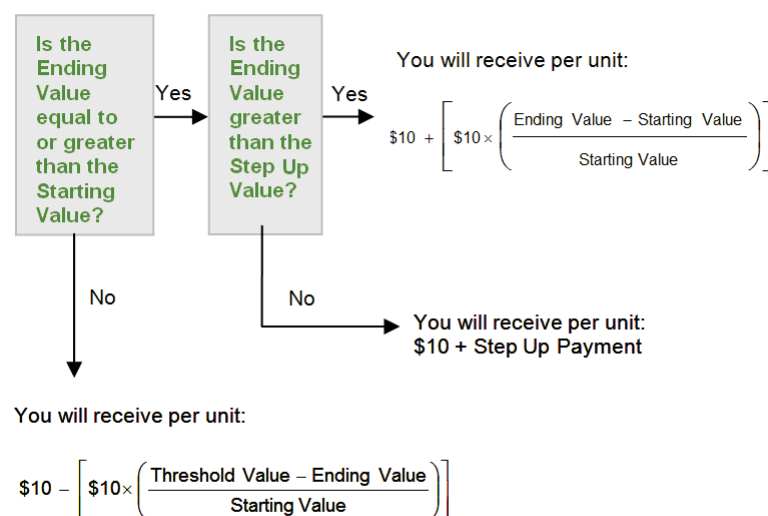 Is the
Ending
Value
equal to
or greater
than the
Starting
Value?
Yes
Is the
Ending
Value
greater
than the
Step Up
Value?
Yes
You will receive per unit:
$10 + [ $10 × ( Ending Value – Starting Value
Starting Value ) ]
No
No
You will receive per unit:
$10 + Step Up Payment
You will receive per unit:
$10 – [ $10× ( Threshold Value – Ending Value
Starting Value ) ]